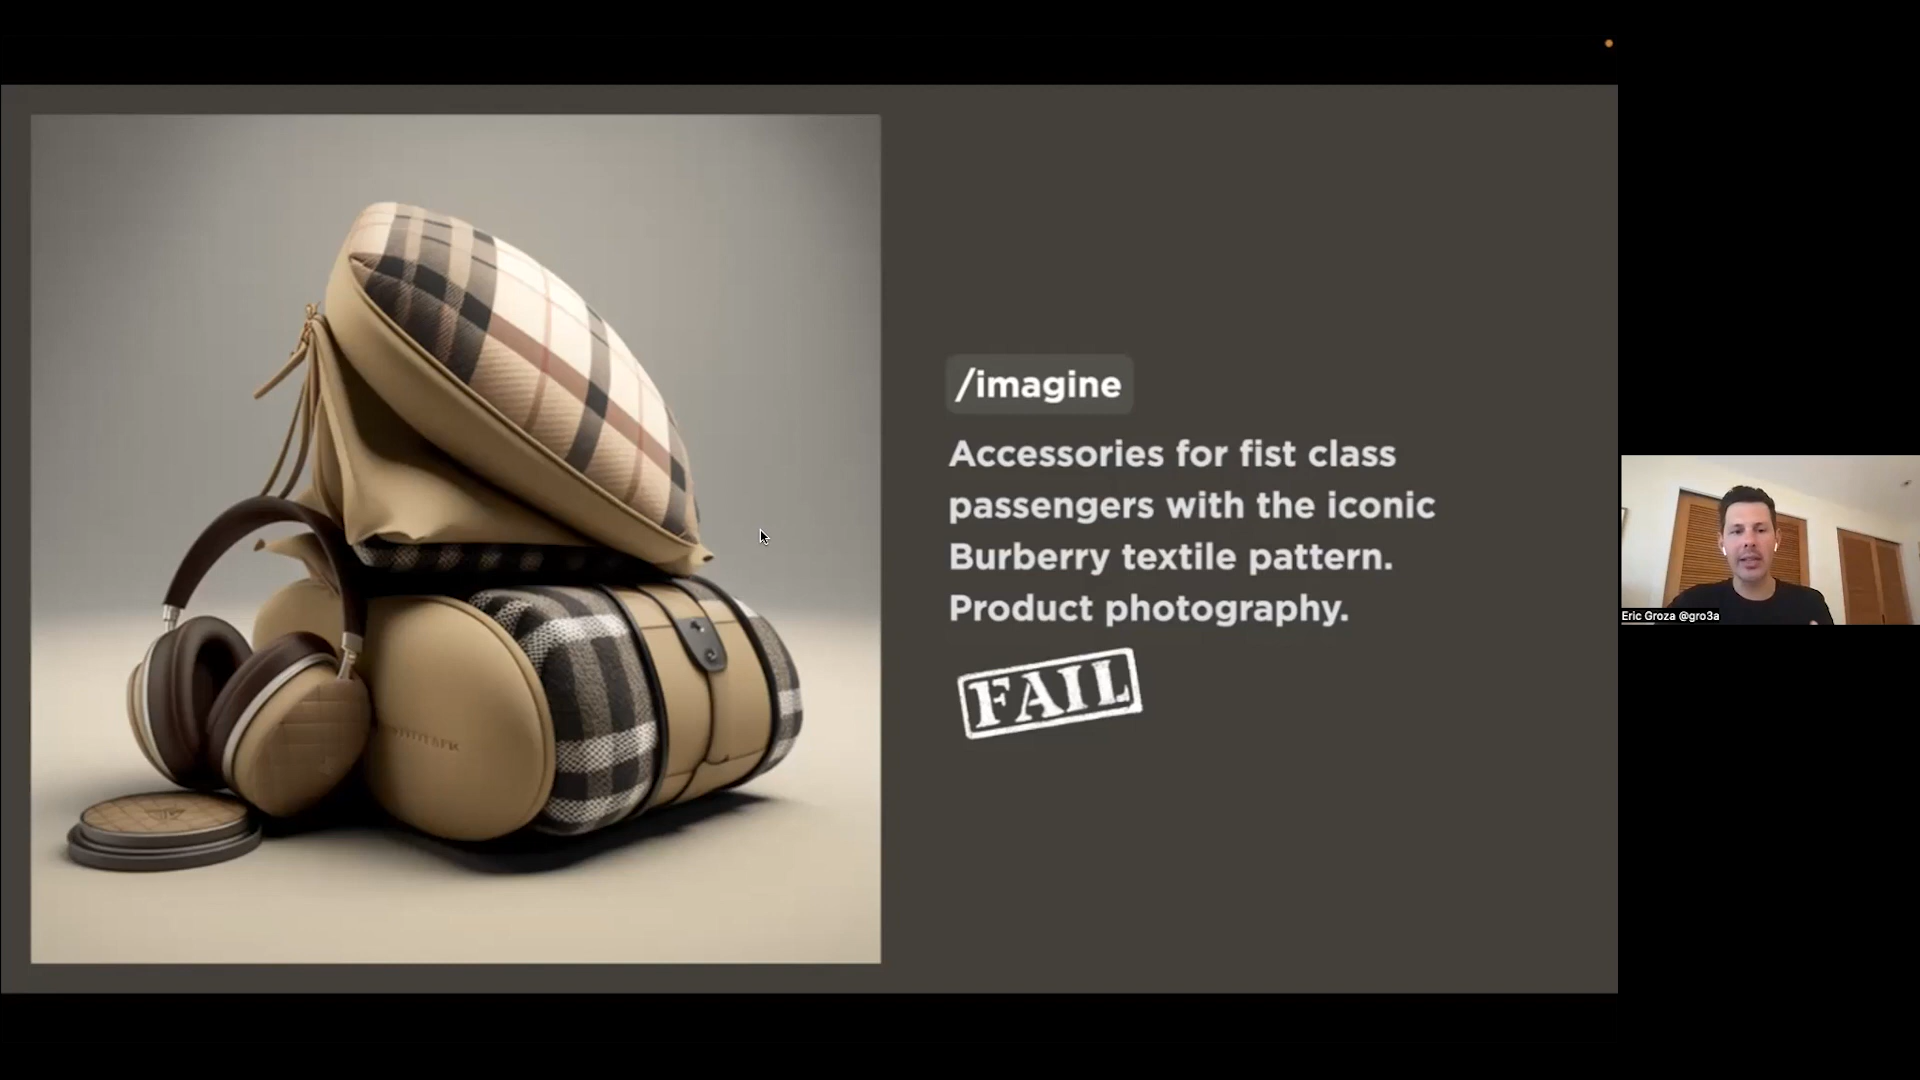 /imagine
Accessories for fist class
passengers with the iconic
Burberry textile pattern.
Product photography.
FAIL
Eric Groza @gro3a